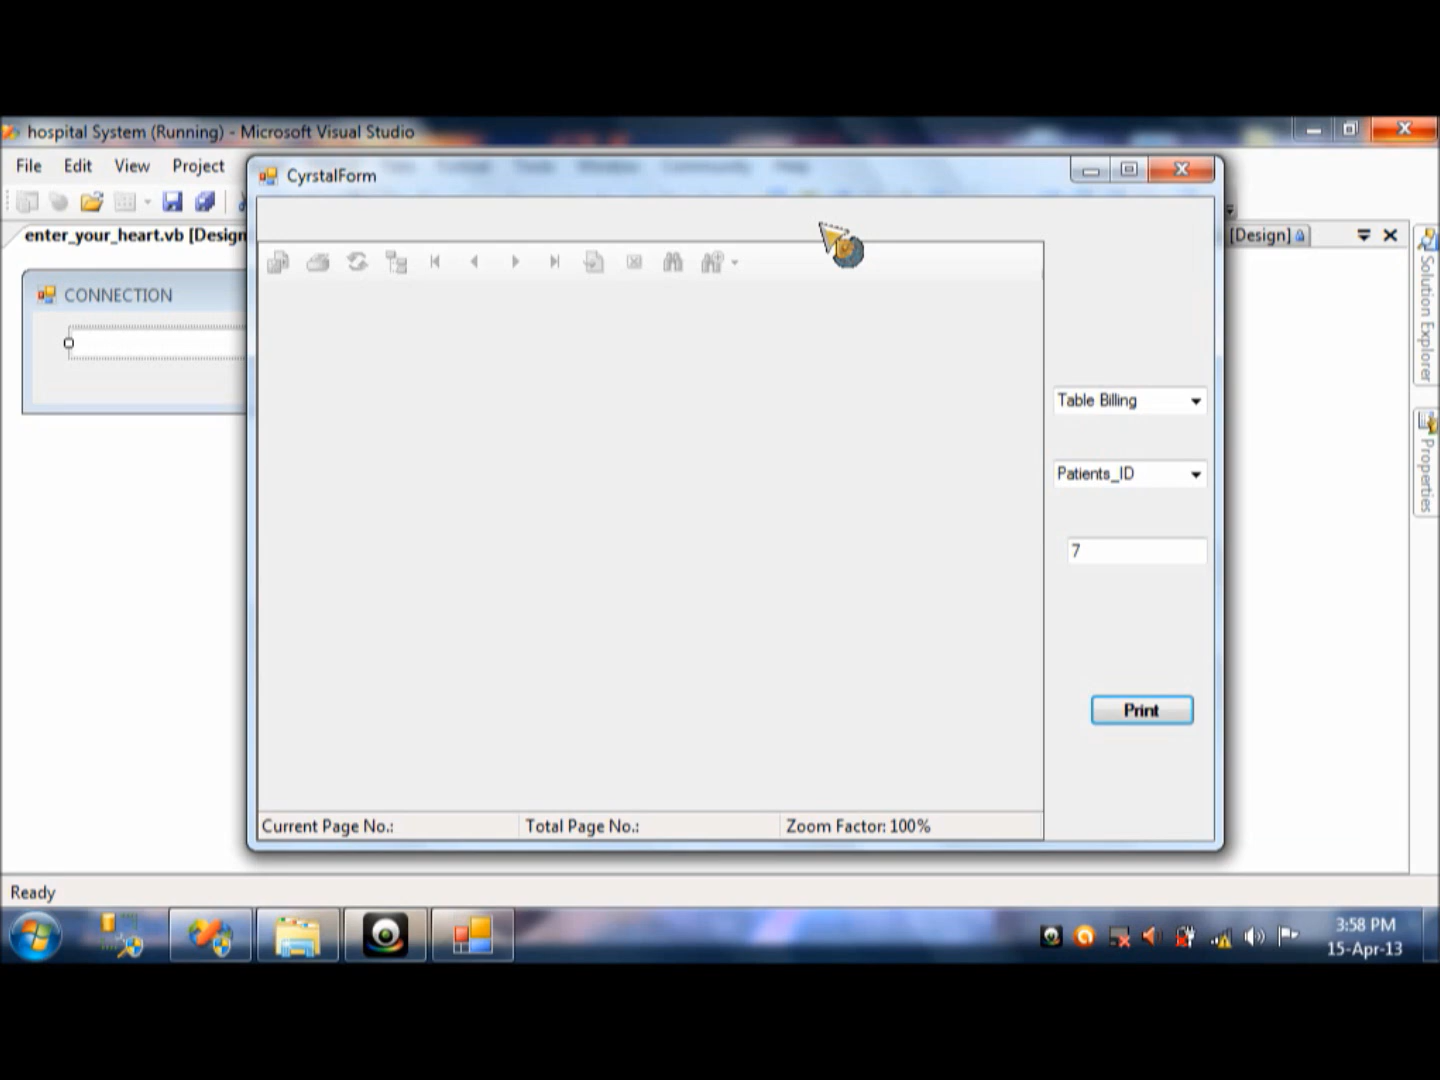 hospital System (Running) - Microsoft Visual Studio
File Edit View Project
CyrstalForm
enter_your_heart.vb [Design
[Design]
CONNECTION
Solution Explorer
Properties
Table Billing
Patients_ID
7
Print
Current Page No.:
Total Page No.:
Zoom Factor: 100%
Ready
3:58 PM
15-Apr-13